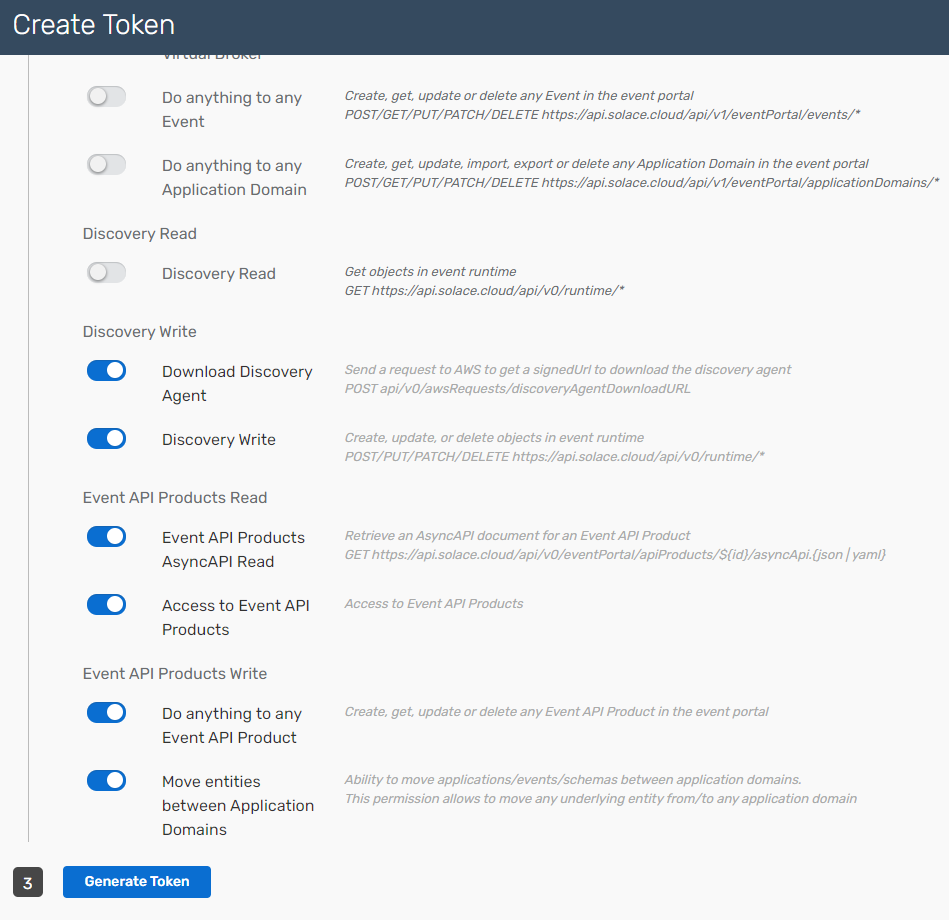 Create Token
Virtual Broker
Do anything to any
Event
Create, get, update or delete any Event in the event portal
POST/GET/PUT/PATCH/DELETE https://api.solace.cloud/api/v1/eventPortal/events/*
Do anything to any
Application Domain
Create, get, update, import, export or delete any Application Domain in the event portal
POST/GET/PUT/PATCH/DELETE https://api.solace.cloud/api/v1/eventPortal/applicationDomains/*
Discovery Read
Discovery Read
Get objects in event runtime
GET https://api.solace.cloud/api/v0/runtime/*
Discovery Write
Download Discovery
Agent
Send a request to AWS to get a signedUrl to download the discovery agent
POST api/v0/awsRequests/discoveryAgentDownloadURL
Discovery Write
Create, update, or delete objects in event runtime
POST/PUT/PATCH/DELETE https://api.solace.cloud/api/v0/runtime/*
Event API Products Read
Event API Products
AsyncAPI Read
Retrieve an AsyncAPI document for an Event API Product
GET https://api.solace.cloud/api/v0/eventPortal/apiProducts/${id}/asyncApi.{json | yaml}
Access to Event API
Products
Access to Event API Products
Event API Products Write
Do anything to any
Event API Product
Create, get, update or delete any Event API Product in the event portal
Move entities
between Application
Domains
Ability to move applications/events/schemas between application domains.
This permission allows to move any underlying entity from/to any application domain
3
Generate Token